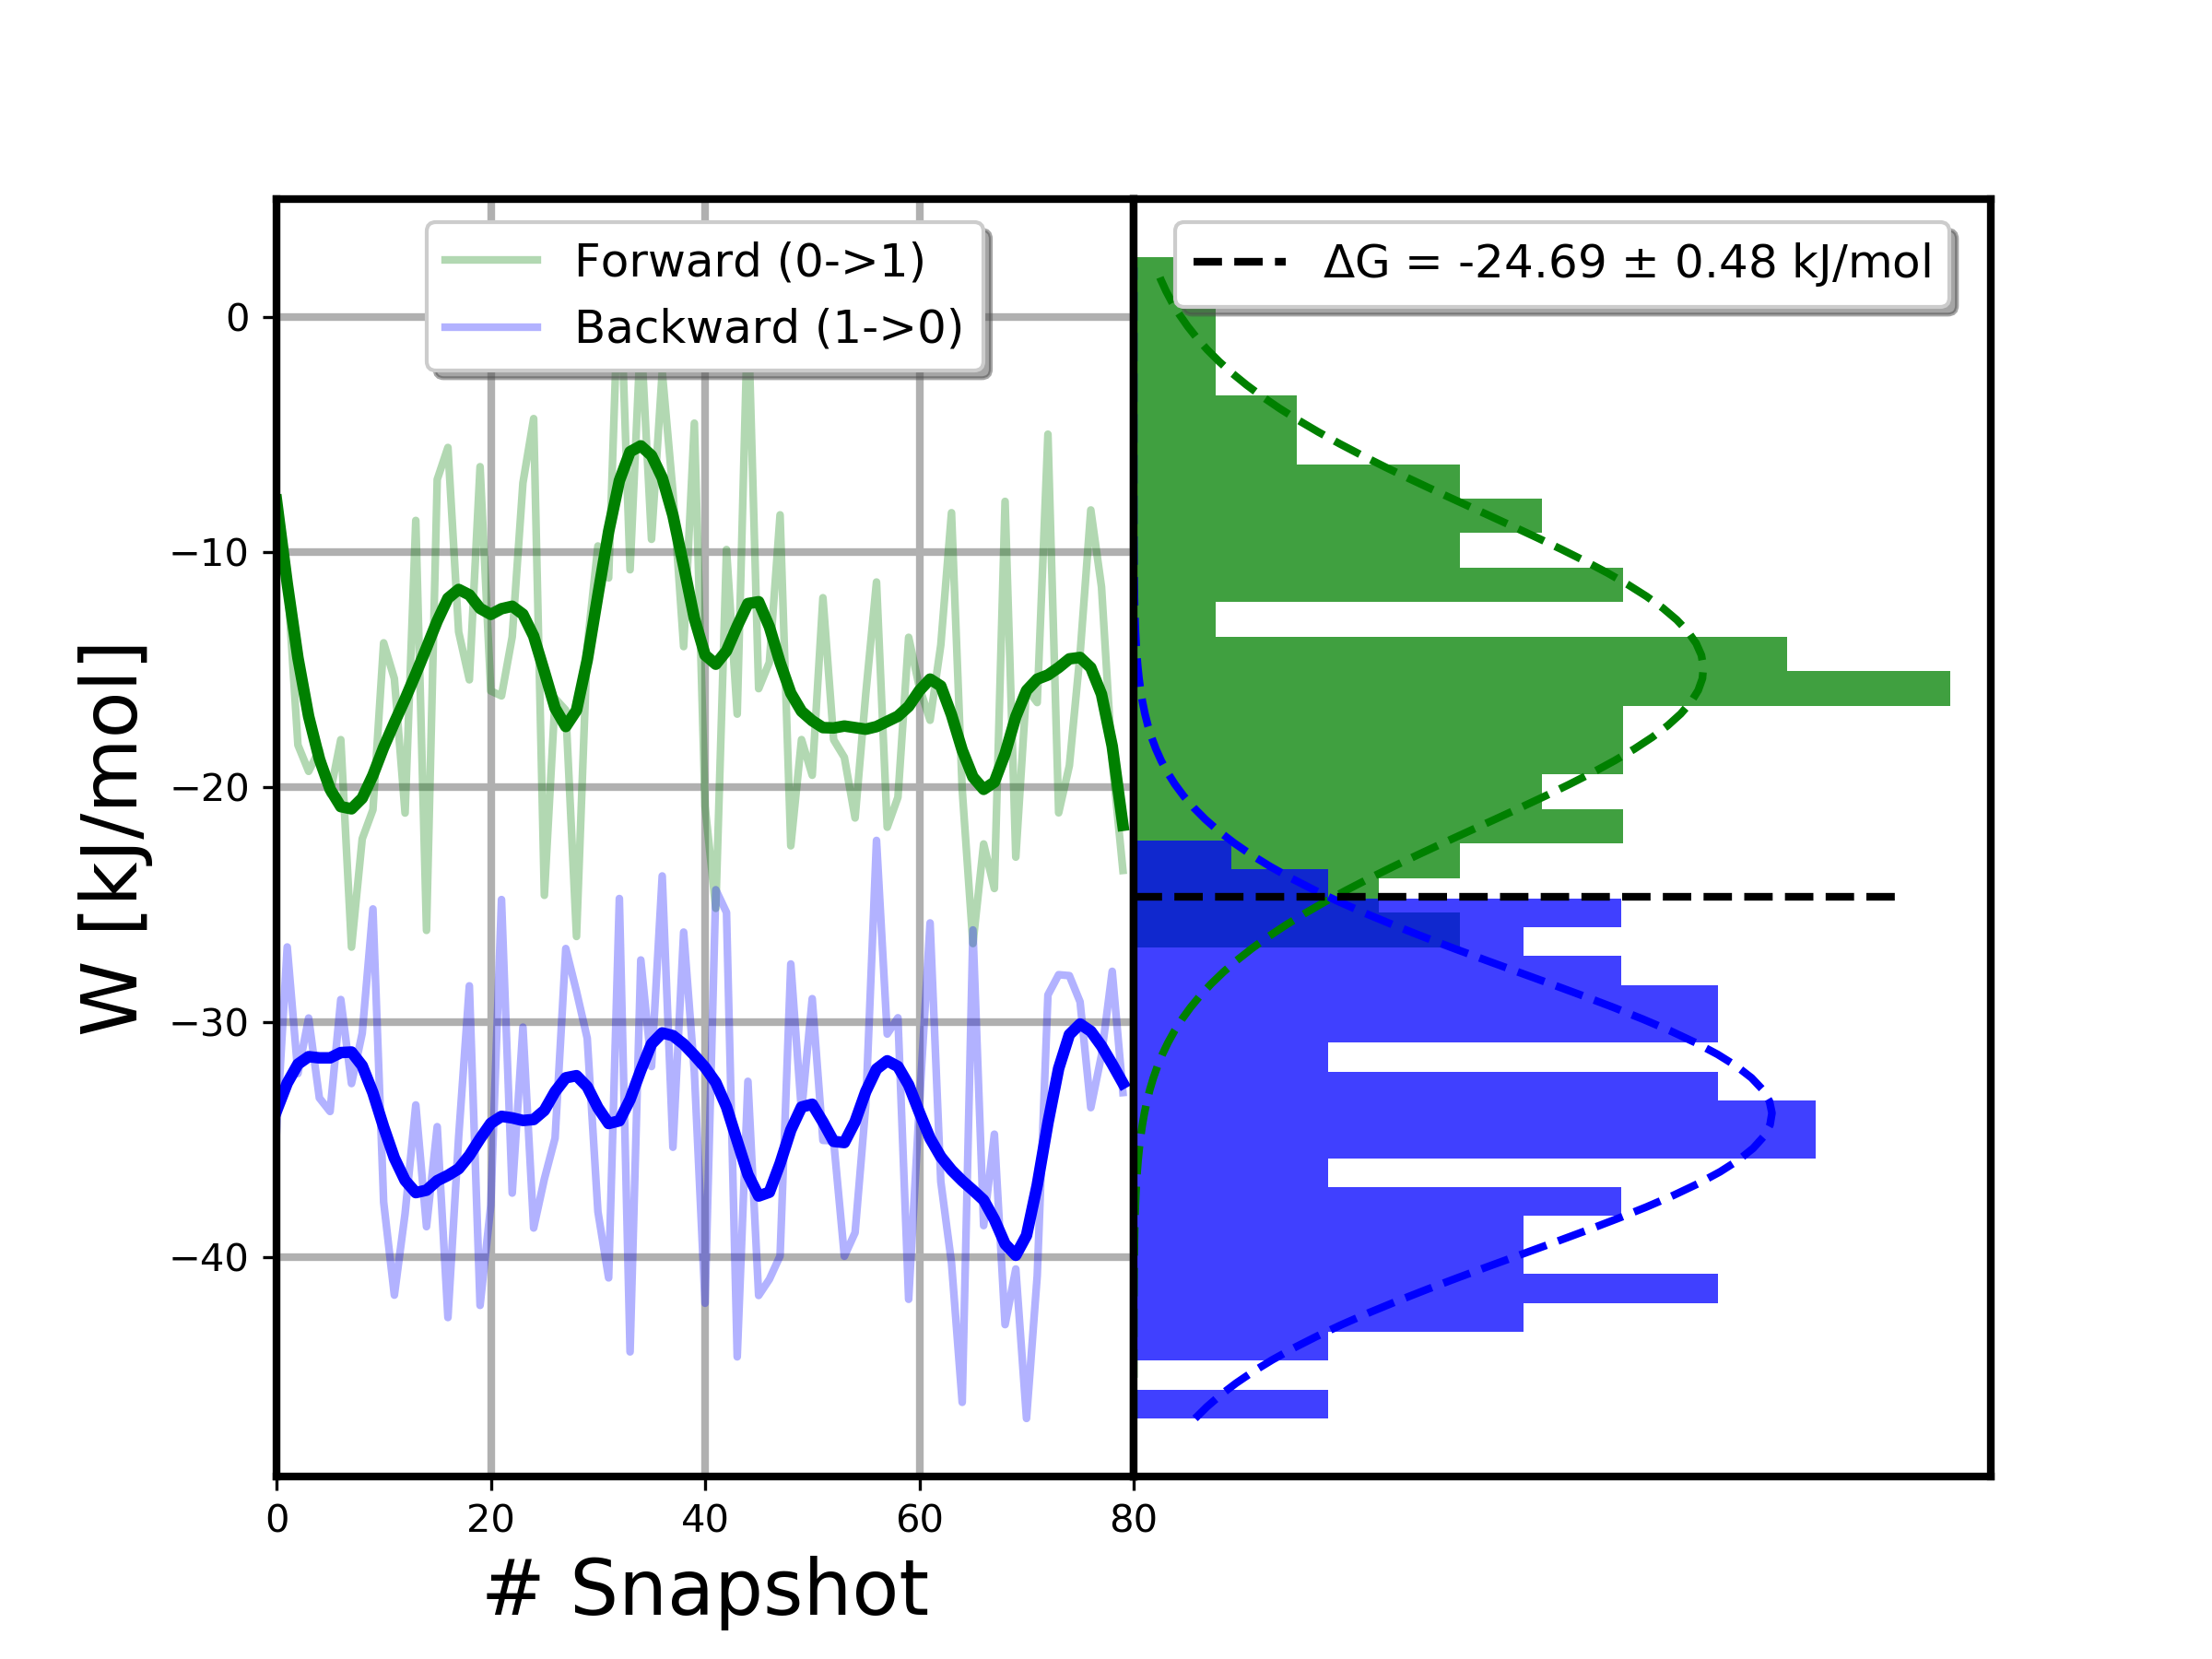 Forward (0->1)
Backward (1->0)
ΔG = -24.69 ± 0.48 kJ/mol
W [kJ/mol]
0
−10
−20
−30
−40
0 20 40 60 80
# Snapshot